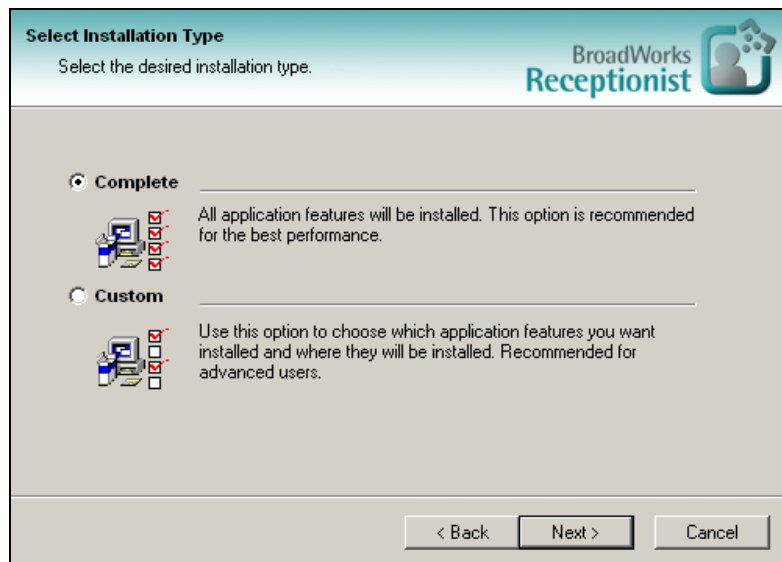 Select Installation Type
Select the desired installation type.
BroadWorks
Receptionist
Complete
All application features will be installed. This option is recommended
for the best performance.
Custom
Use this option to choose which application features you want
installed and where they will be installed. Recommended for
advanced users.
< Back
Next >
Cancel